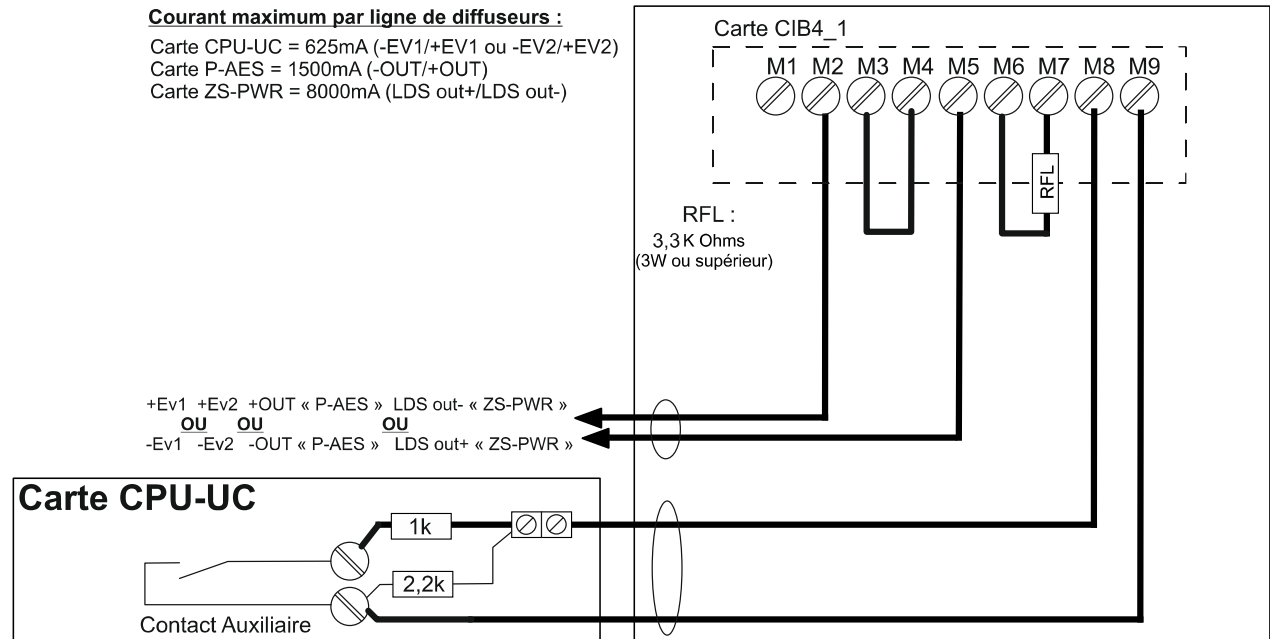 Courant maximum par ligne de diffuseurs :
Carte CPU-UC = 625mA (-EV1/+EV1 ou -EV2/+EV2)
Carte P-AES = 1500mA (-OUT/+OUT)
Carte ZS-PWR = 8000mA (LDS out+/LDS out-)
Carte CIB4_1
M1 M2 M3 M4 M5 M6 M7 M8 M9
RFL
RFL :
3,3K Ohms
(3W ou supérieur)
+Ev1 +Ev2 +OUT « P-AES » LDS out- « ZS-PWR »
OU OU OU
-Ev1 -Ev2 -OUT « P-AES » LDS out+ « ZS-PWR »
Carte CPU-UC
1k
2,2k
Contact Auxiliaire